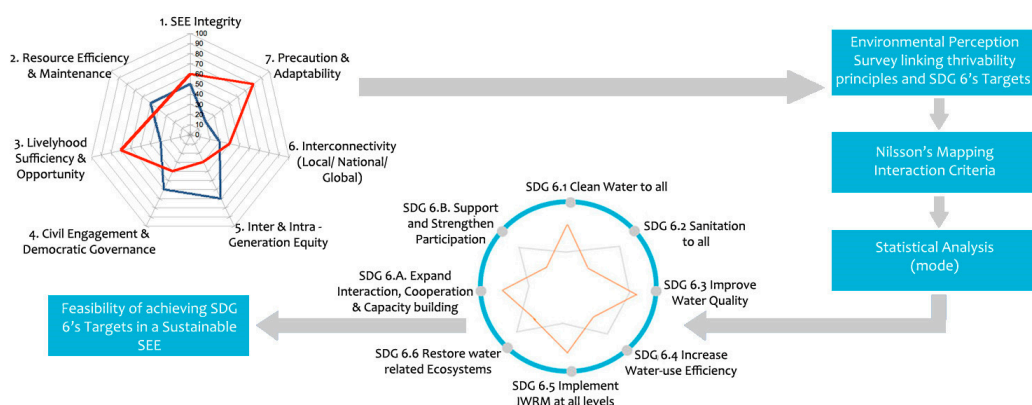 1. SEE Integrity
100
90
80
70
60
50
40
30
20
10
0
2. Resource Efficiency
& Maintenance
7. Precaution &
Adaptability
3. Livelyhood
Sufficiency &
Opportunity
6. Interconnectivity
(Local/ National/
Global)
4. Civil Engagement &
Democratic Governance
5. Inter & Intra -
Generation Equity
Environmental Perception
Survey linking thrivability
principles and SDG 6's Targets
Nilsson's Mapping
Interaction Criteria
Statistical Analysis
(mode)
SDG 6.1 Clean Water to all
SDG 6.2 Sanitation
to all
SDG 6.3 Improve
Water Quality
SDG 6.4 Increase
Water-use Efficiency
SDG 6.5 Implement
IWRM at all levels
SDG 6.6 Restore water
related Ecosystems
SDG 6.A. Expand
Interaction, Cooperation
& Capacity building
SDG 6.B. Support
and Strengthen
Participation
Feasibility of achieving SDG
6's Targets in a Sustainable
SEE